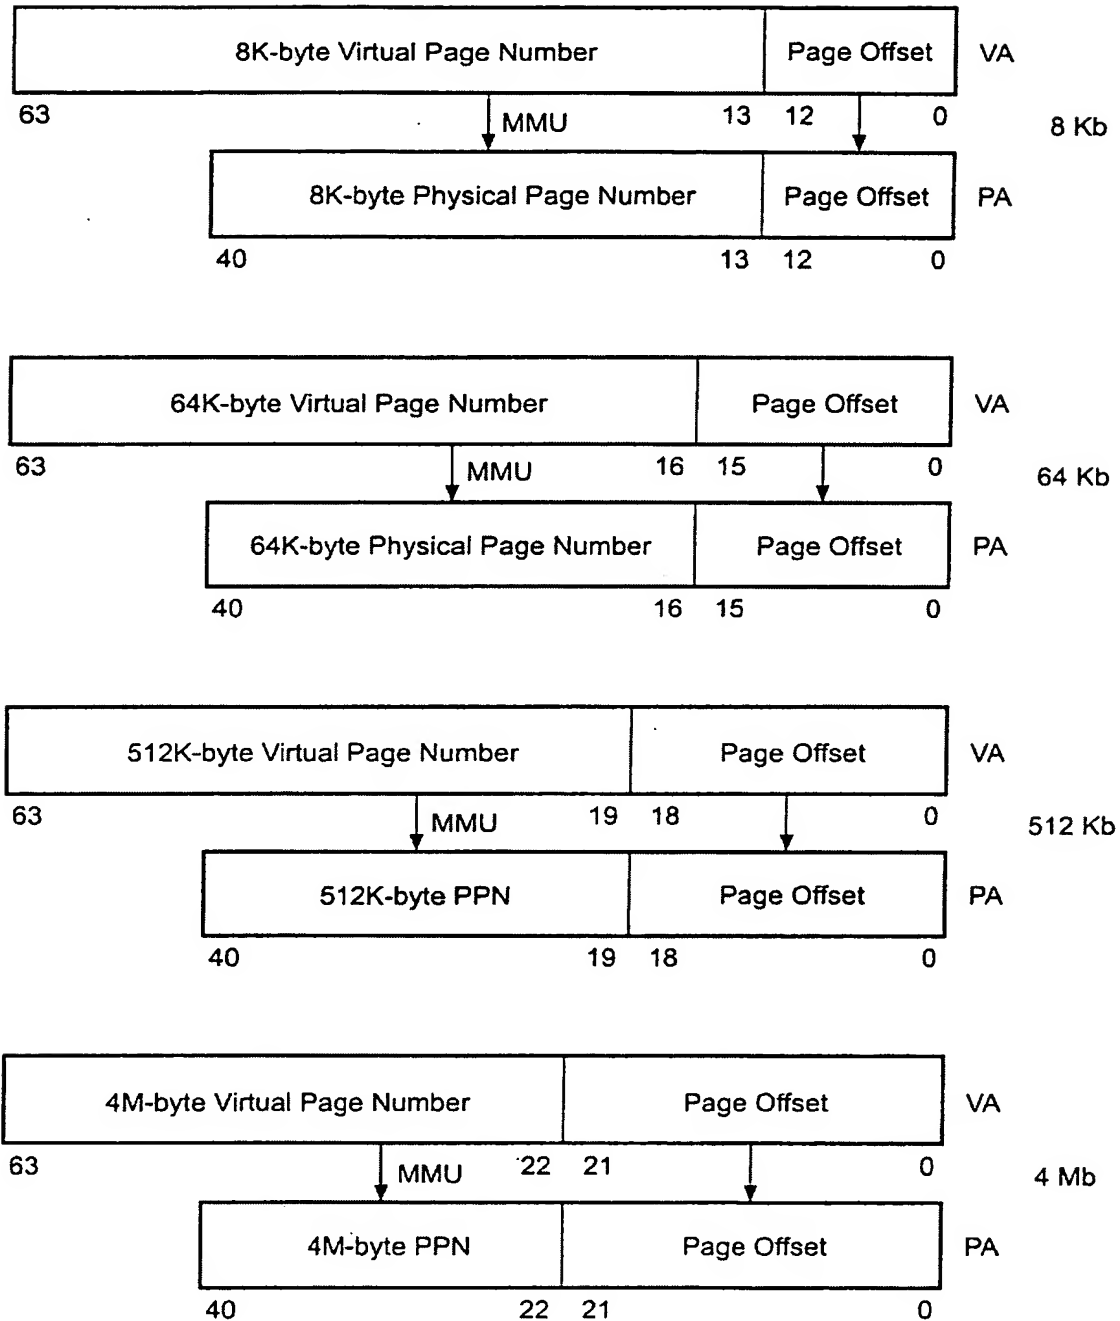 8K-byte Virtual Page Number Page Offset VA
63 MMU 13 12 0 8 Kb
8K-byte Physical Page Number Page Offset PA
40 13 12 0
64K-byte Virtual Page Number Page Offset VA
63 MMU 16 15 0 64 Kb
64K-byte Physical Page Number Page Offset PA
40 16 15 0
512K-byte Virtual Page Number Page Offset VA
63 MMU 19 18 0 512 Kb
512K-byte PPN Page Offset PA
40 19 18 0
4M-byte Virtual Page Number Page Offset VA
63 MMU 22 21 0 4 Mb
4M-byte PPN Page Offset PA
40 22 21 0